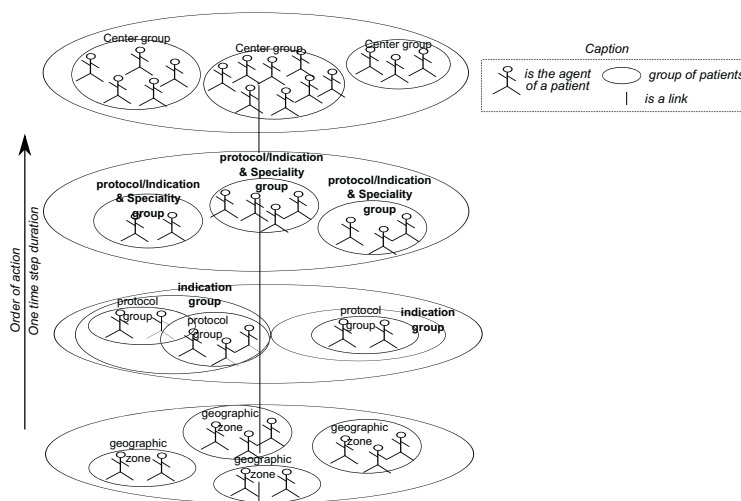 Center group
Center group
Center group
Caption
is the agent
of a patient
group of patients
is a link
protocol/Indication
& Speciality
group
protocol/Indication
& Speciality
group
protocol/Indication
& Speciality
group
Order of action
One time step duration
indication
group
protocol
group
protocol
group
protocol
group
indication
group
geographic
zone
geographic
zone
geographic
zone
geographic
zone